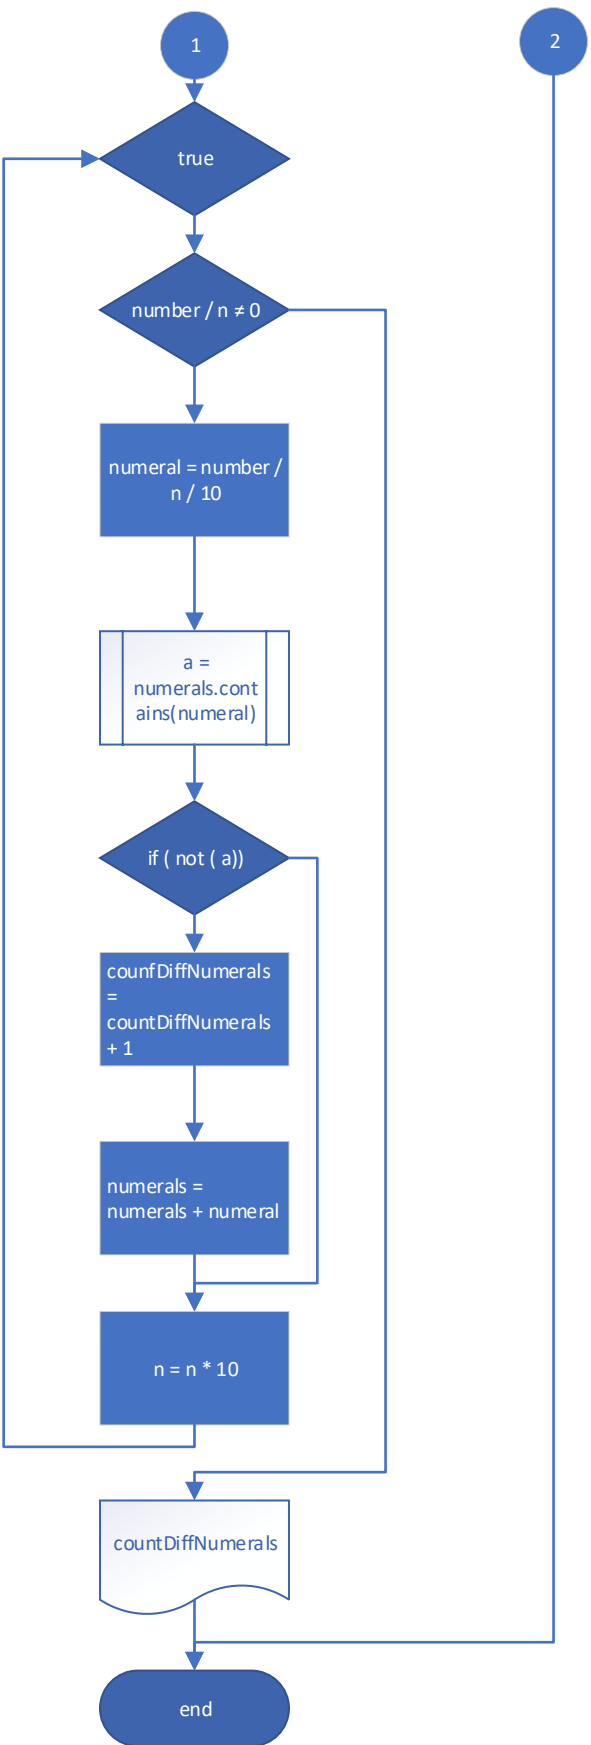 1
2
true
number / n ≠ 0
numeral = number /
n / 10
a =
numerals.cont
ains(numeral)
if ( not ( a))
counfDiffNumerals
=
countDiffNumerals
+ 1
numerals =
numerals + numeral
n = n * 10
countDiffNumerals
end